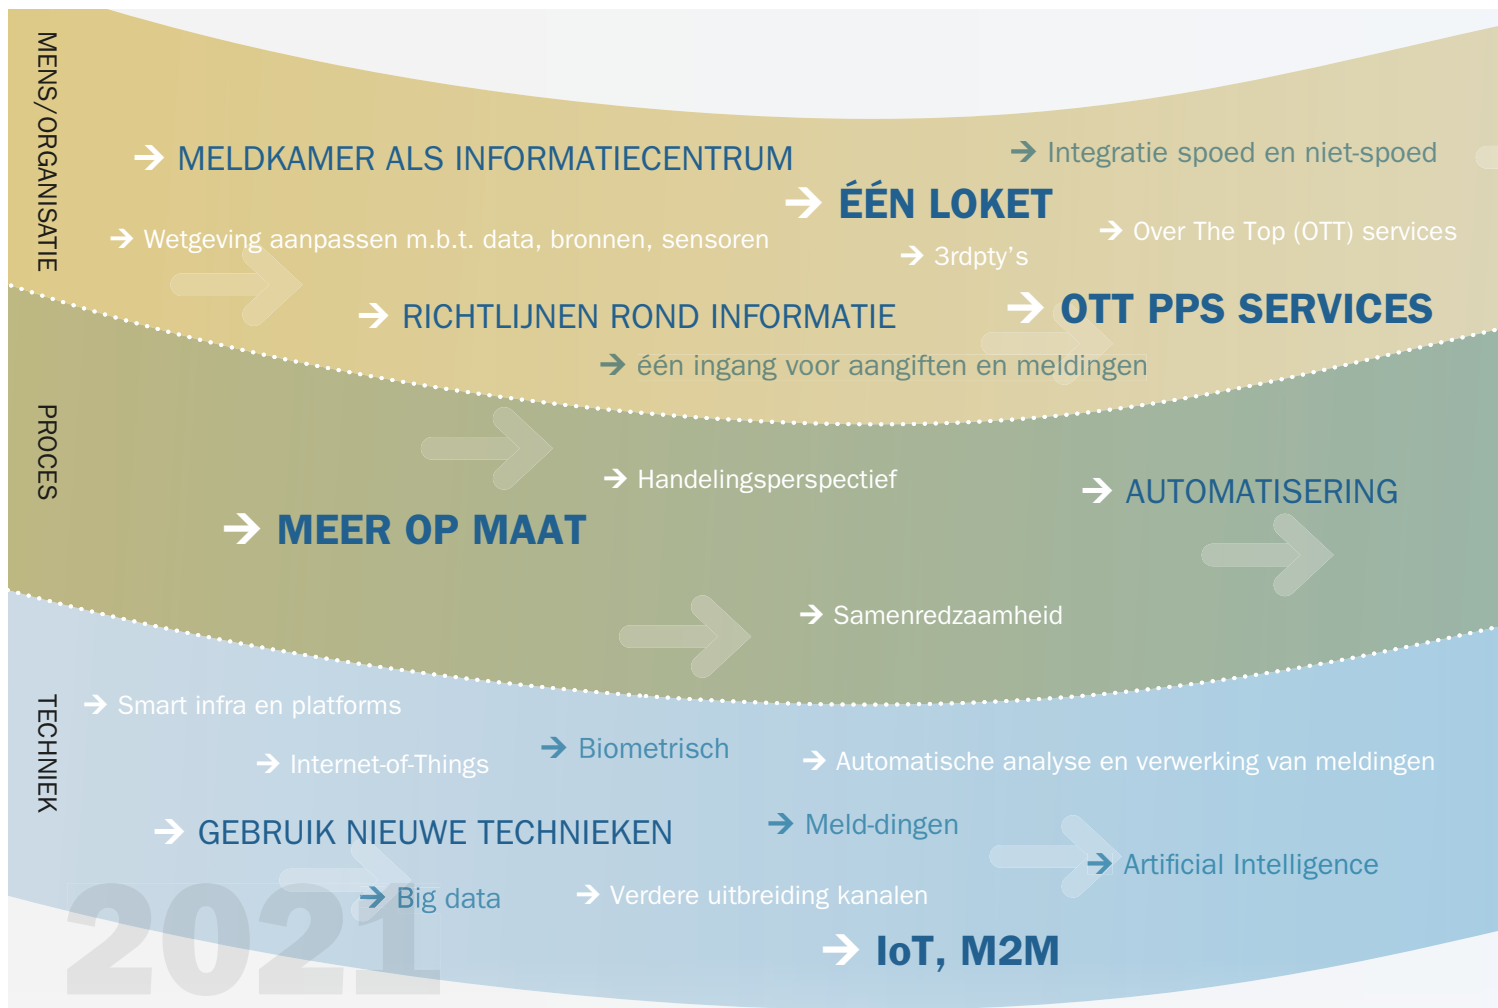 MENS/ORGANISATIE
MELDKAMER ALS INFORMATIECENTRUM
Integratie spoed en niet-spoed
ÉÉN LOKET
Wetgeving aanpassen m.b.t. data, bronnen, sensoren
Over The Top (OTT) services
3rdpty's
RICHTLIJNEN ROND INFORMATIE
OTT PPS SERVICES
één ingang voor aangiften en meldingen
PROCES
Handelingsperspectief
AUTOMATISERING
MEER OP MAAT
Samenredzaamheid
TECHNIEK
Smart infra en platforms
Biometrisch
Internet-of-Things
Automatische analyse en verwerking van meldingen
GEBRUIK NIEUWE TECHNIEKEN
Meld-dingen
Artificial Intelligence
Big data
Verdere uitbreiding kanalen
2021
IoT, M2M